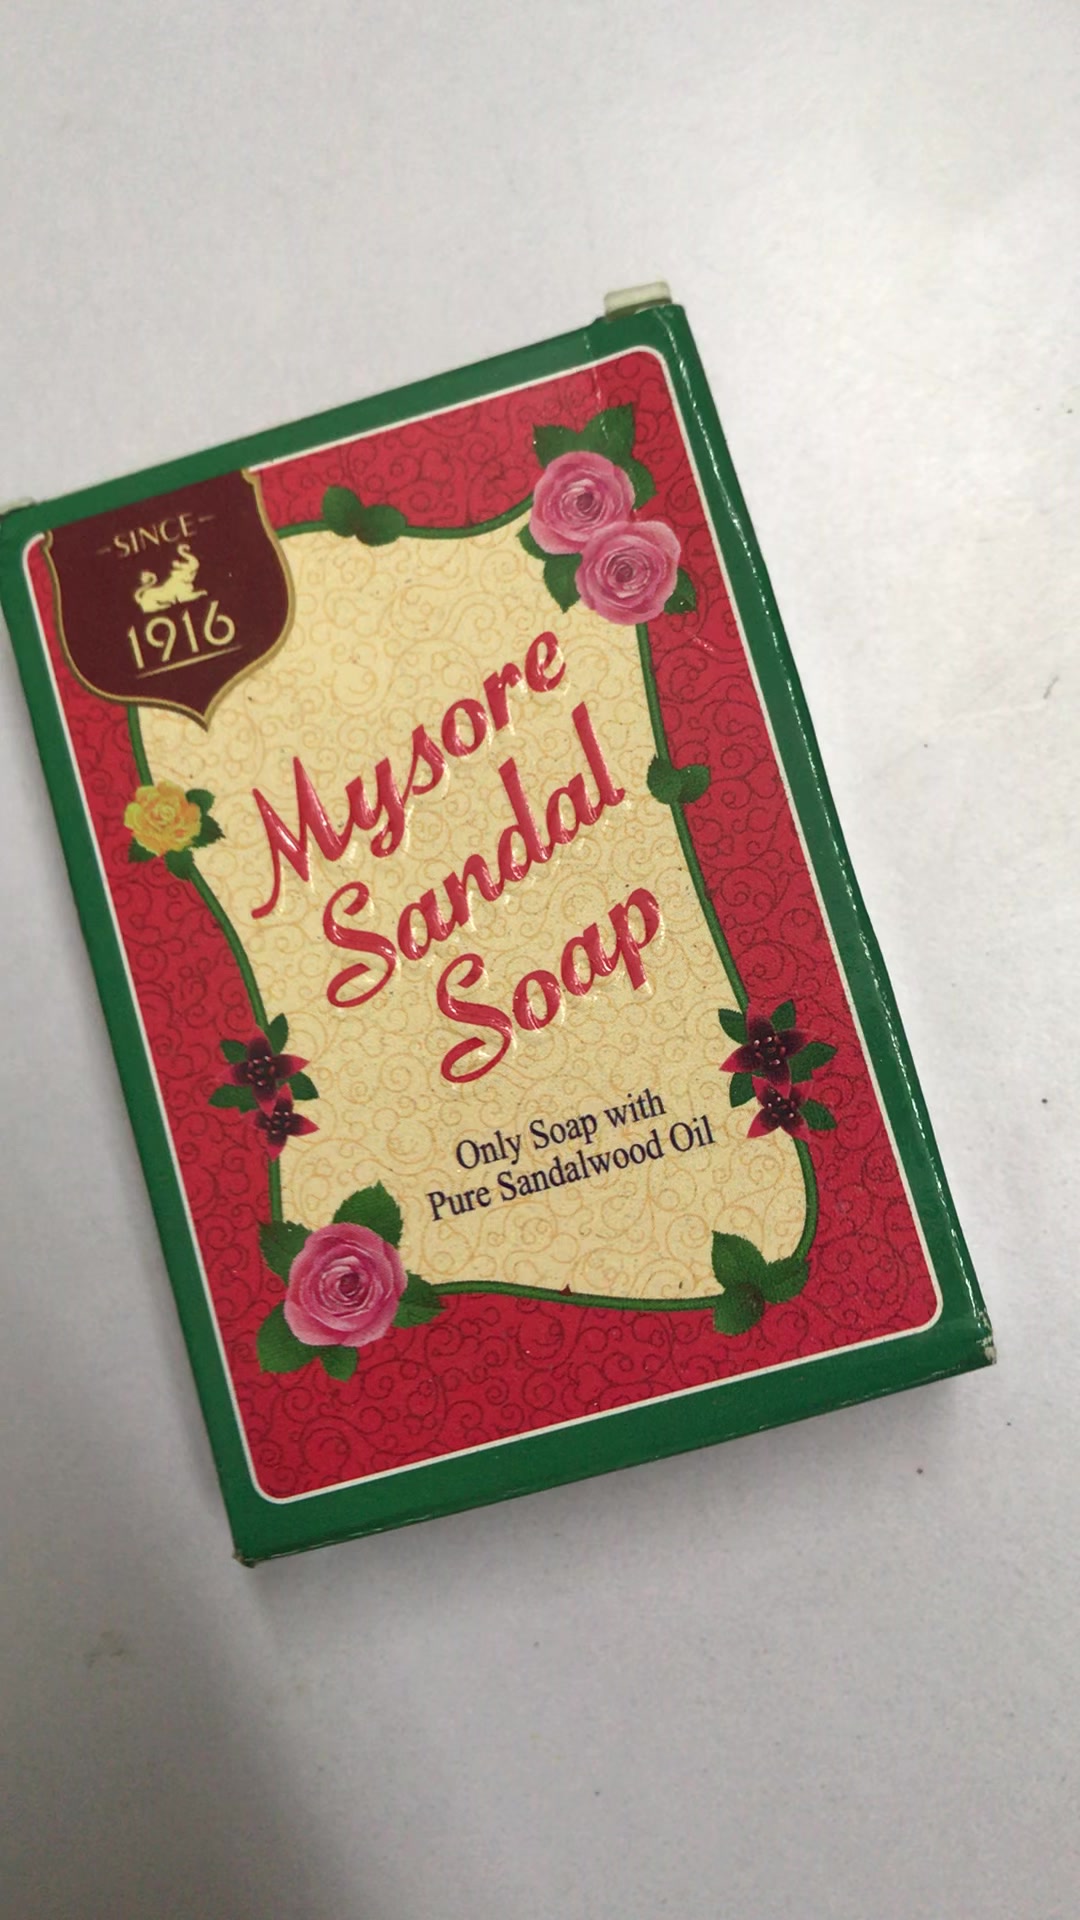 -SINCE-
1916
Mysore
Sandal
Soap
Only Soap with
Pure Sandalwood Oil